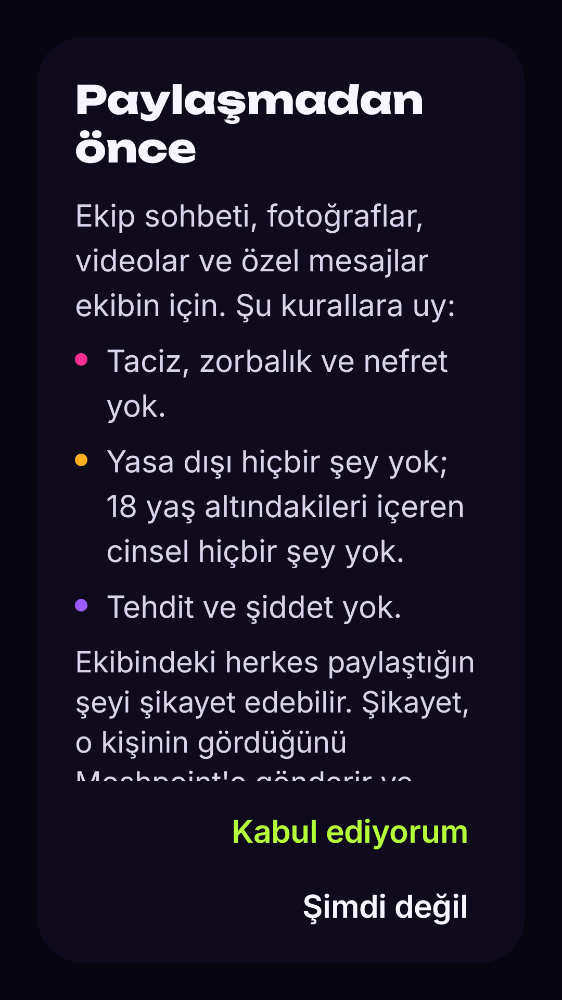 Paylaşmadan
önce
Ekip sohbeti, fotoğraflar,
videolar ve özel mesajlar
ekibin için. Şu kurallara uy:
Taciz, zorbalık ve nefret
yok.
Yasa dışı hiçbir şey yok;
18 yaş altındakileri içeren
cinsel hiçbir şey yok.
Tehdit ve şiddet yok.
Ekibindeki herkes paylaştığın
şeyi şikayet edebilir. Şikayet,
o kişinin gördüğünü
Kabul ediyorum
Şimdi değil